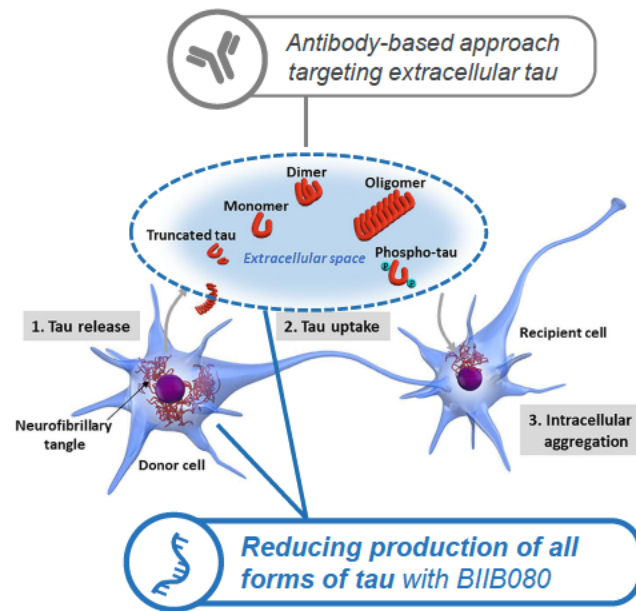 Antibody-based approach
targeting extracellular tau
Dimer
Oligomer
Monomer
Truncated tau
Phospho-tau
Extracellular space
P
P
1. Tau release
2. Tau uptake
Recipient cell
Neurofibrillary
tangle
3. Intracellular
aggregation
Donor cell
Reducing production of all
forms of tau with BIIB080